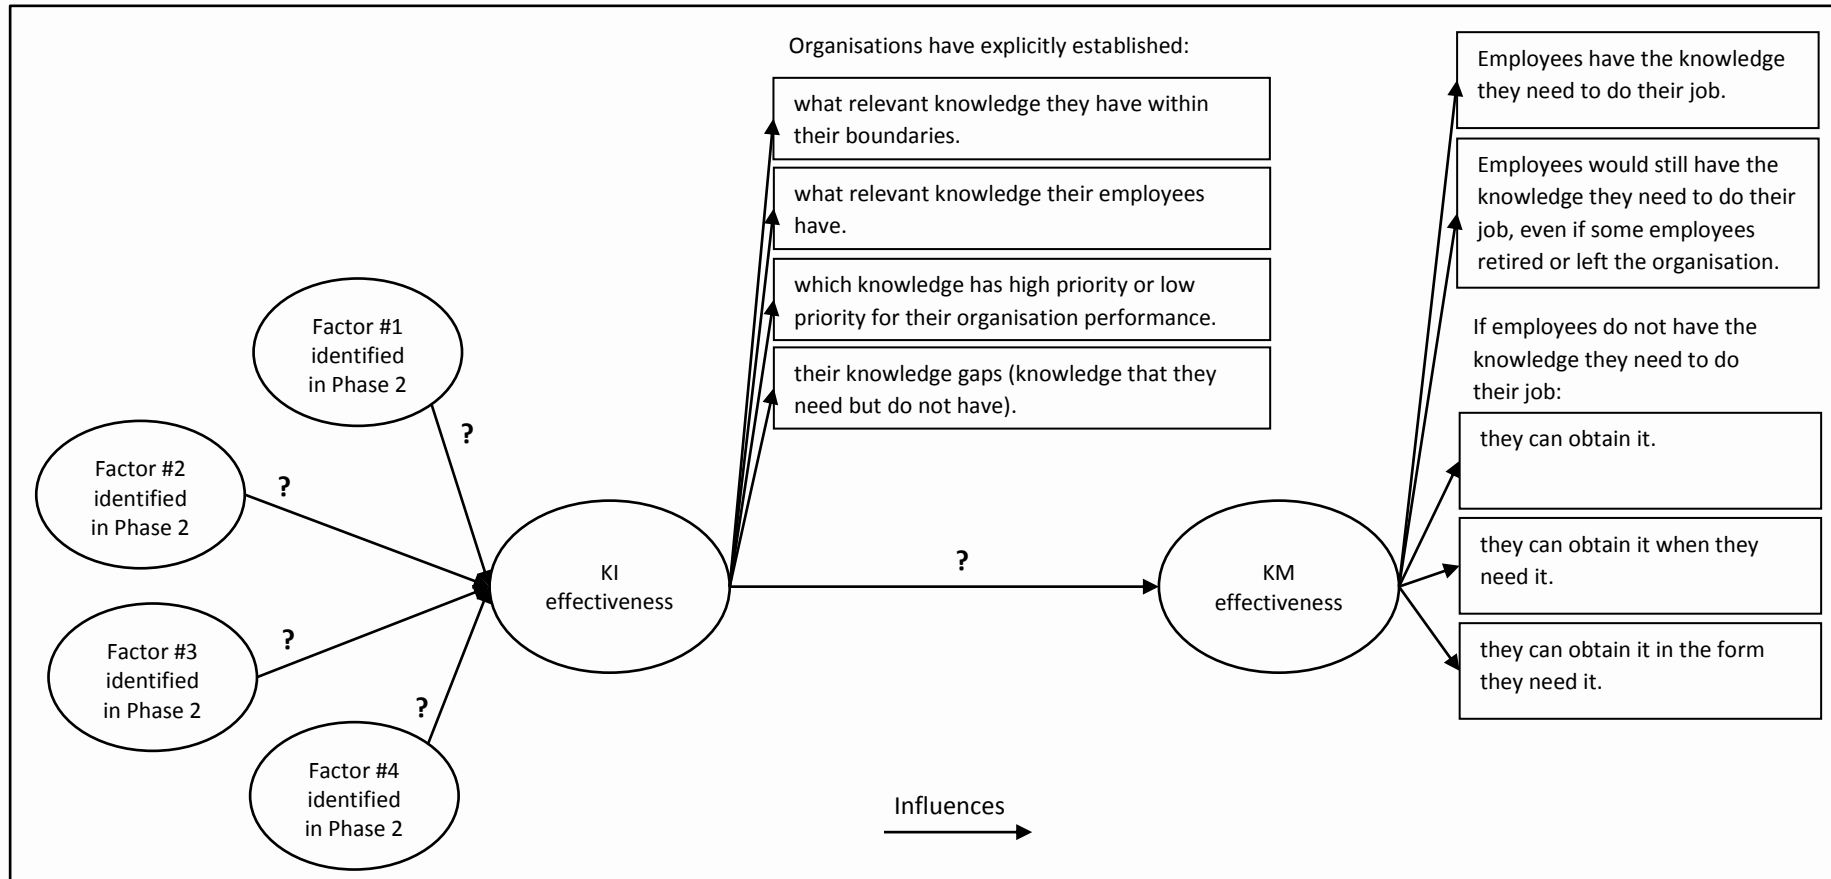 Organisations have explicitly established:
what relevant knowledge they have within
their boundaries.
what relevant knowledge their employees
have.
which knowledge has high priority or low
priority for their organisation performance.
their knowledge gaps (knowledge that they
need but do not have).
Employees have the knowledge
they need to do their job.
Employees would still have the
knowledge they need to do their
job, even if some employees
retired or left the organisation.
If employees do not have the
knowledge they need to do
their job:
they can obtain it.
they can obtain it when they
need it.
they can obtain it in the form
they need it.
Factor #1
identified
in Phase 2
?
Factor #2
identified
in Phase 2
?
Factor #3
identified
in Phase 2
?
Factor #4
identified
in Phase 2
?
KI
effectiveness
?
KM
effectiveness
Influences